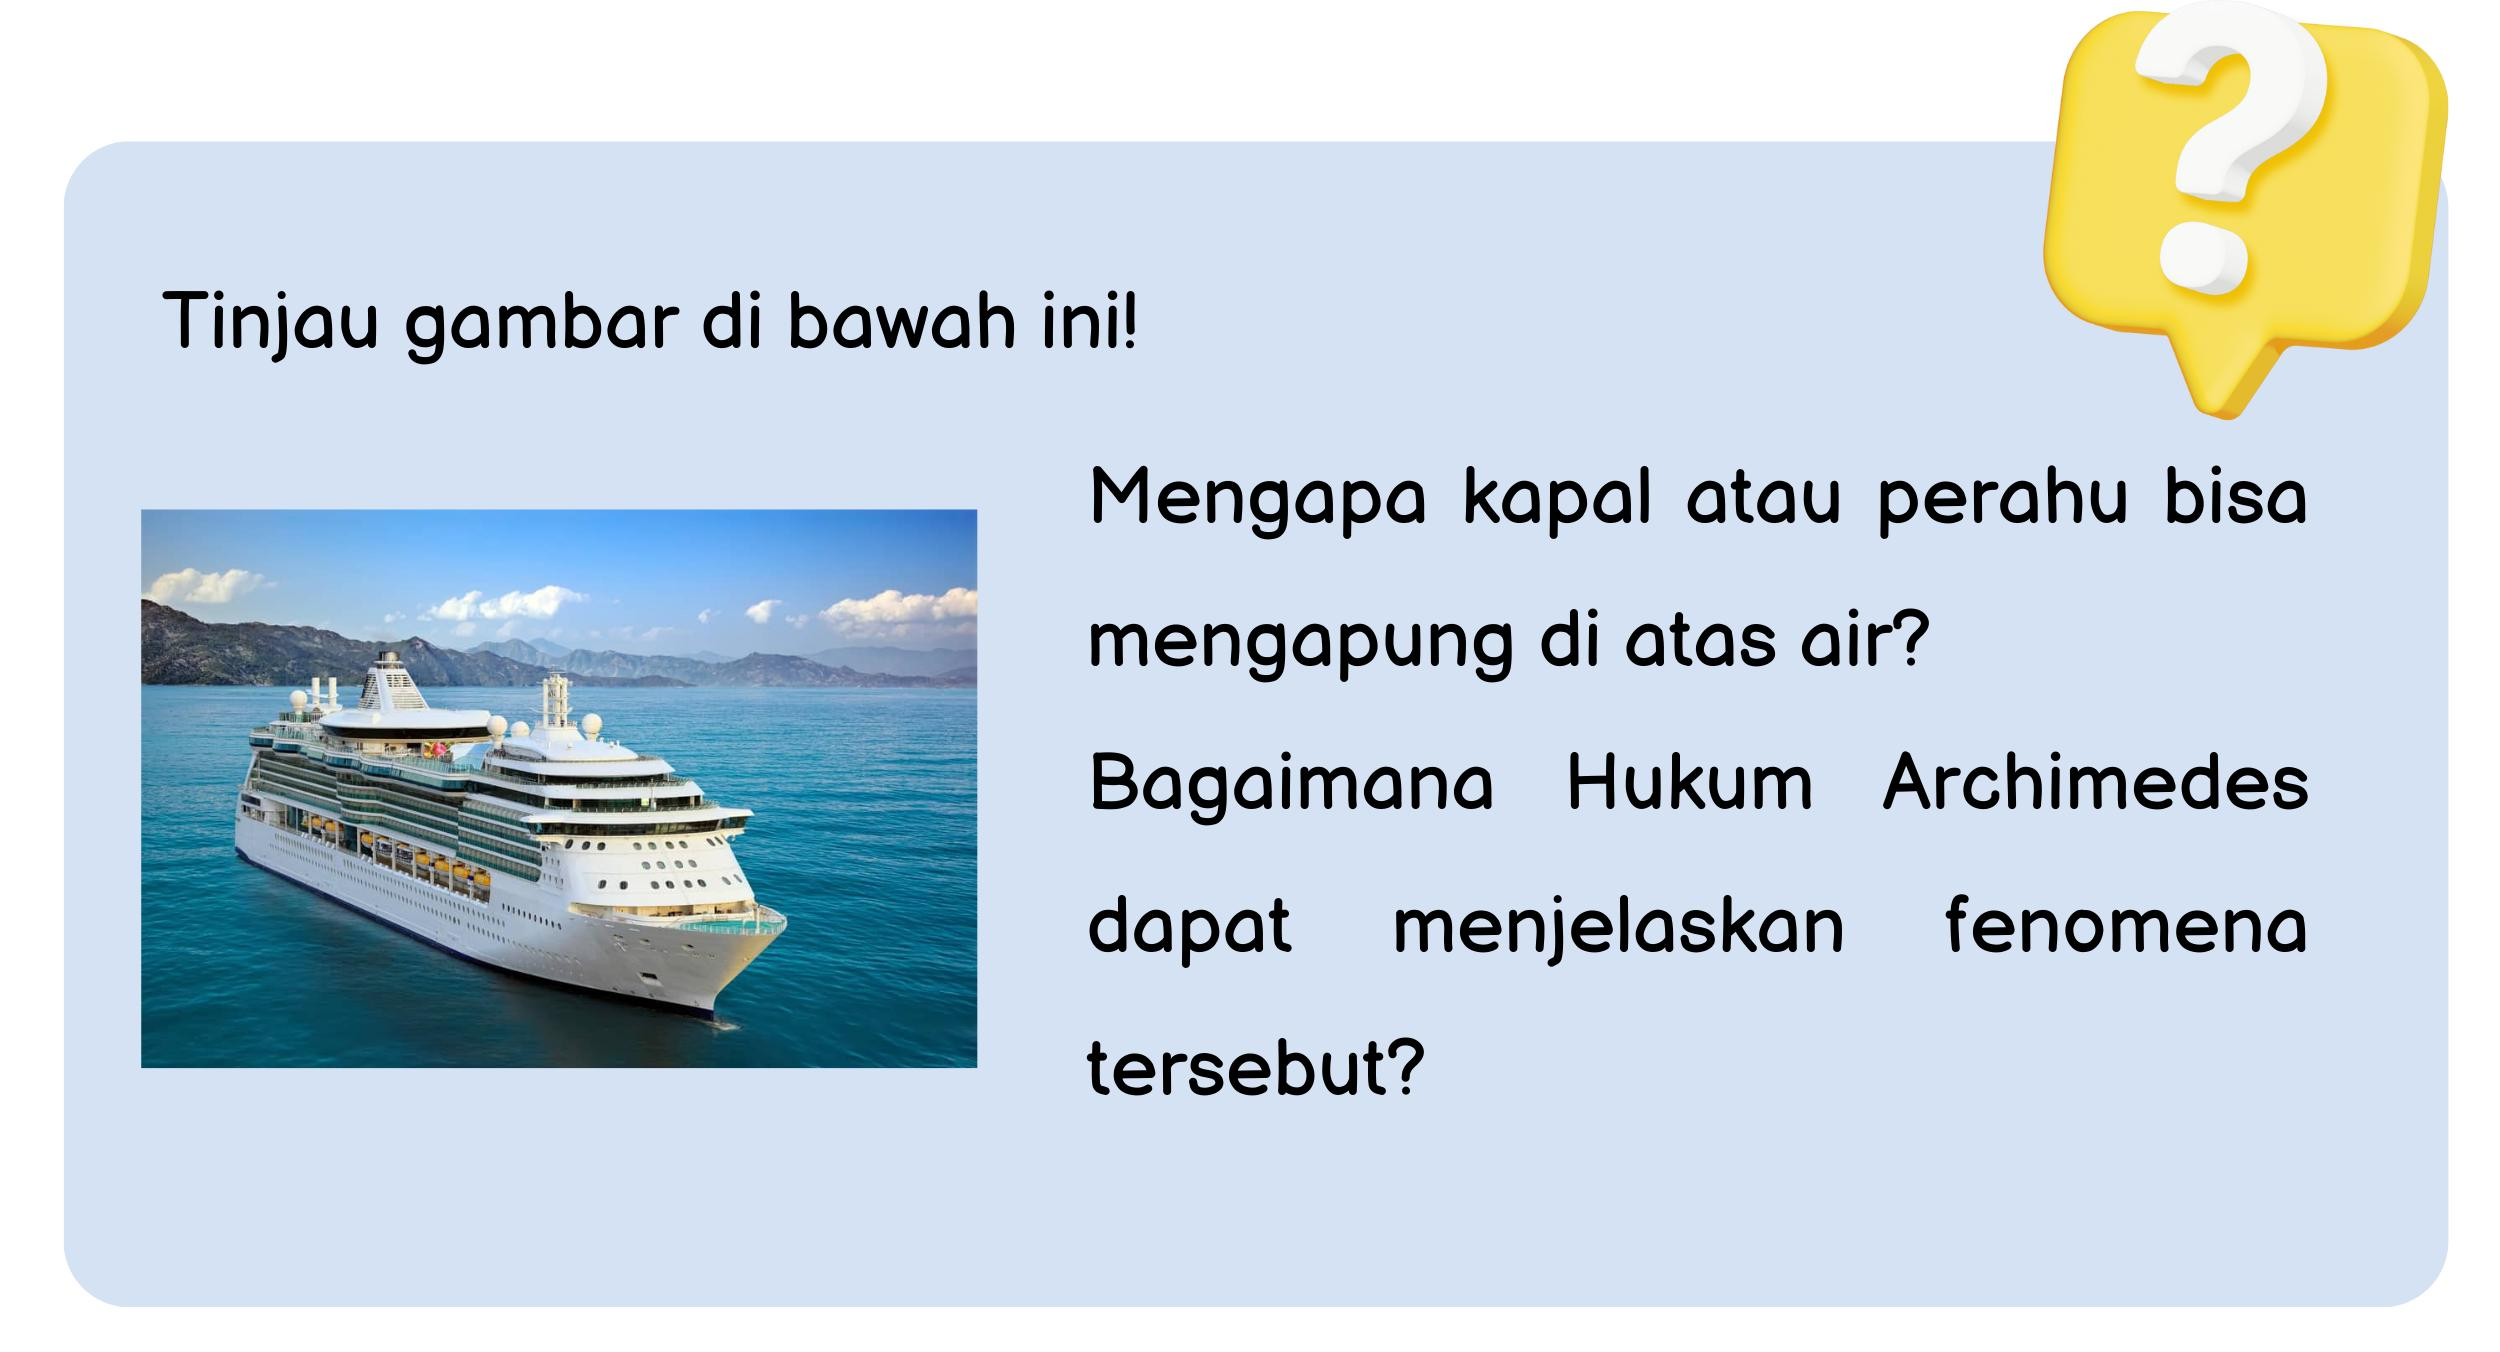 Tinjau gambar di bawah ini!
Mengapa kapal atau perahu bisa
mengapung di atas air?
Bagaimana Hukum Archimedes
dapat menjelaskan fenomena
tersebut?